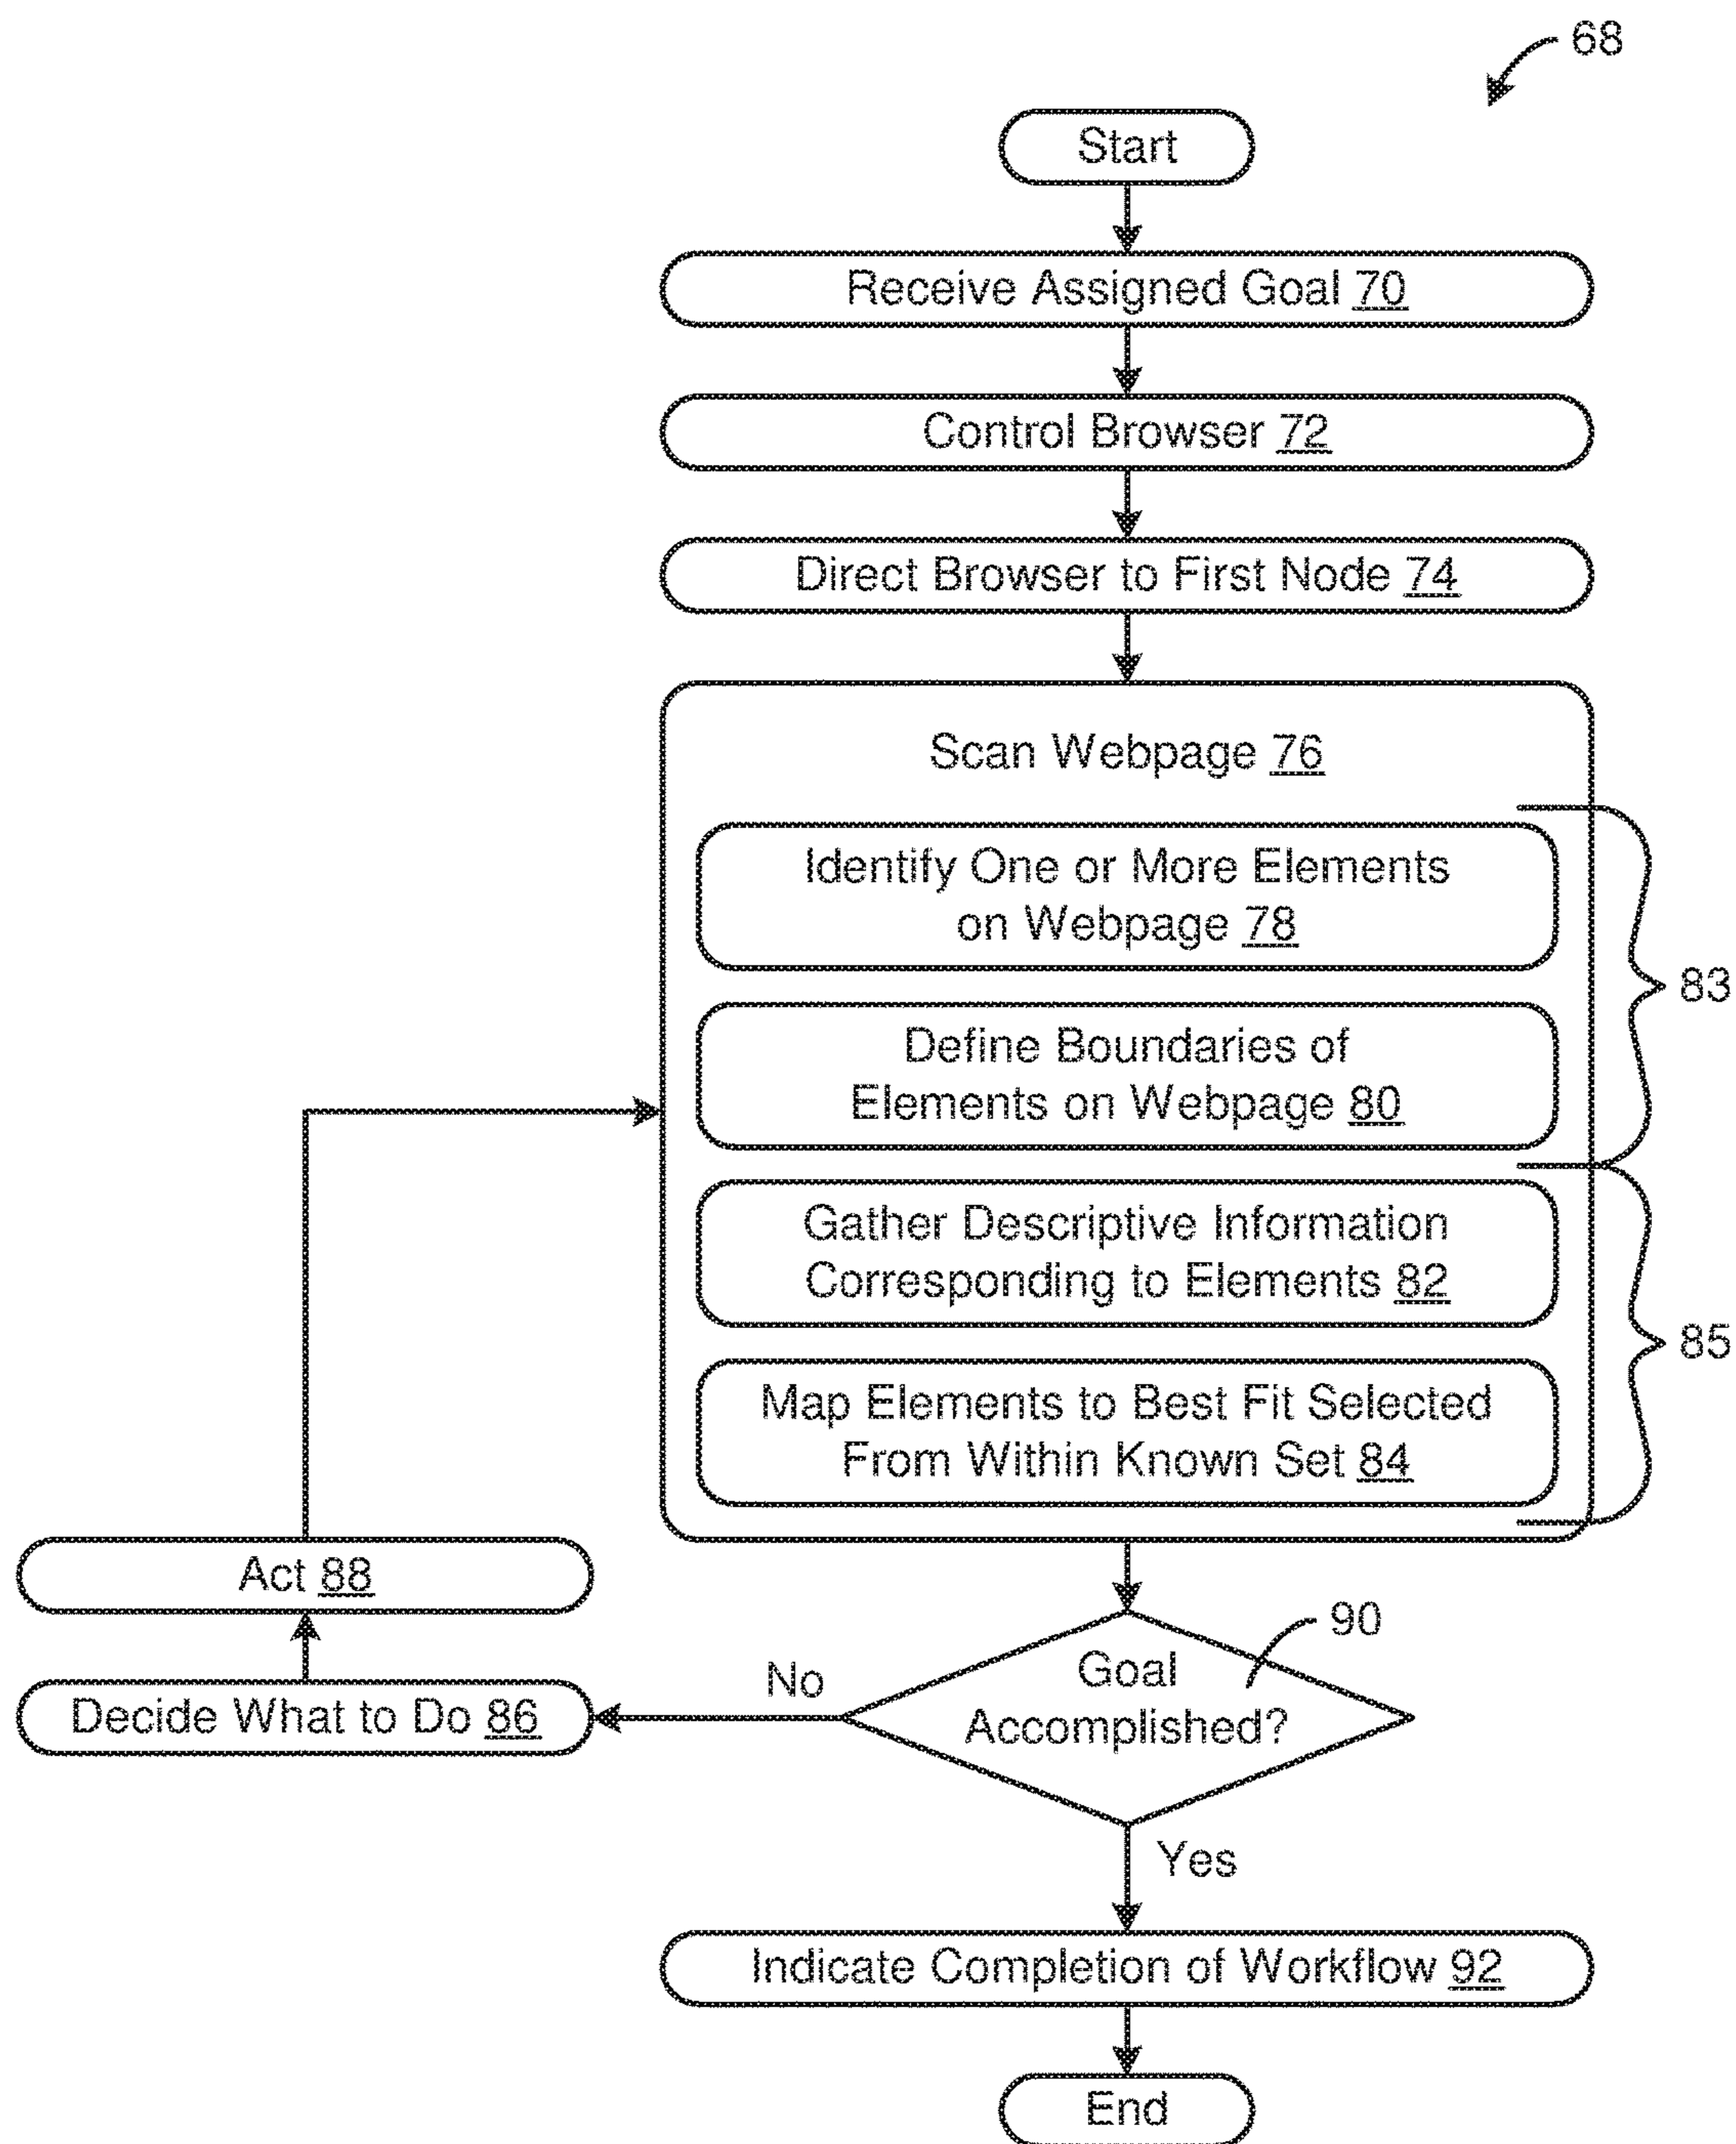 68
Start
Receive Assigned Goal 70
Control Browser 72
Direct Browser to First Node 74
Scan Webpage 76
Identify One or More Elements
on Webpage 78
83
Define Boundaries of
Elements on Webpage 80
Gather Descriptive Information
Corresponding to Elements 82
85
Map Elements to Best Fit Selected
From Within Known Set 84
Act 88
90
Goal
Accomplished?
No
Decide What to Do 86
Yes
Indicate Completion of Workflow 92
End